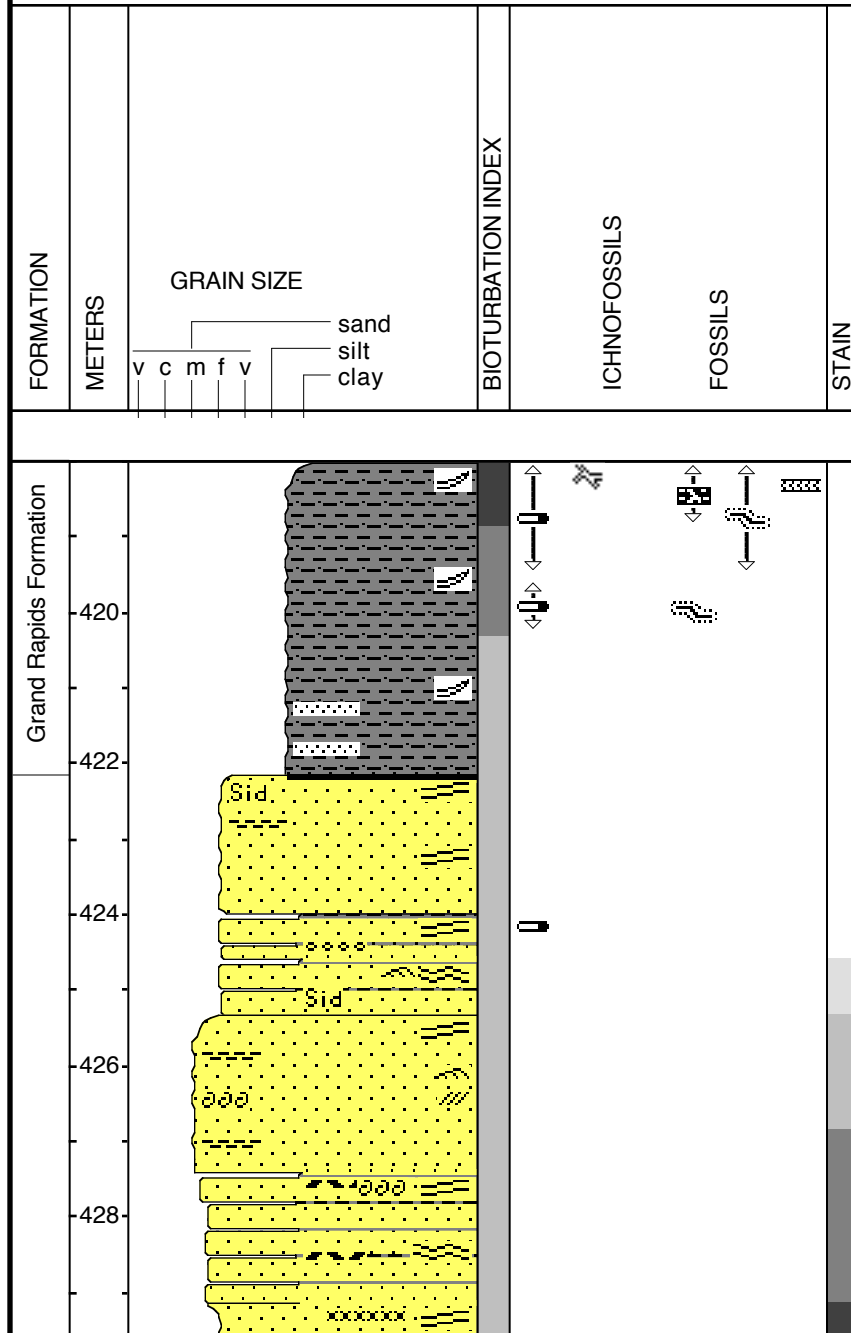 FORMATION
METERS
GRAIN SIZE
sand
silt
clay
v c m f v
BIOTURBATION INDEX
ICHNOFOSSILS
FOSSILS
STAIN
Grand Rapids Formation
420
422
Sid
424
Sid
426
428